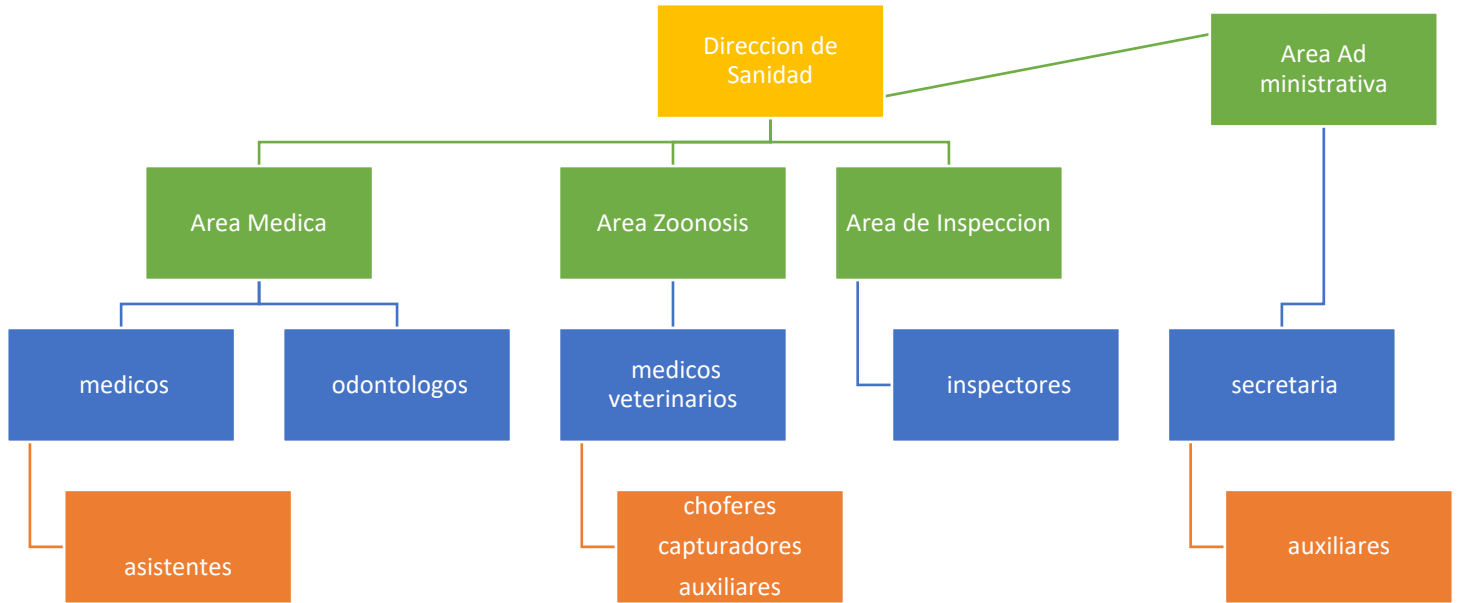 Direccion de
Sanidad
Area Ad
ministrativa
Area Medica
Area Zoonosis
Area de Inspeccion
medicos
odontologos
medicos
veterinarios
inspectores
secretaria
asistentes
choferes
capturadores
auxiliares
auxiliares